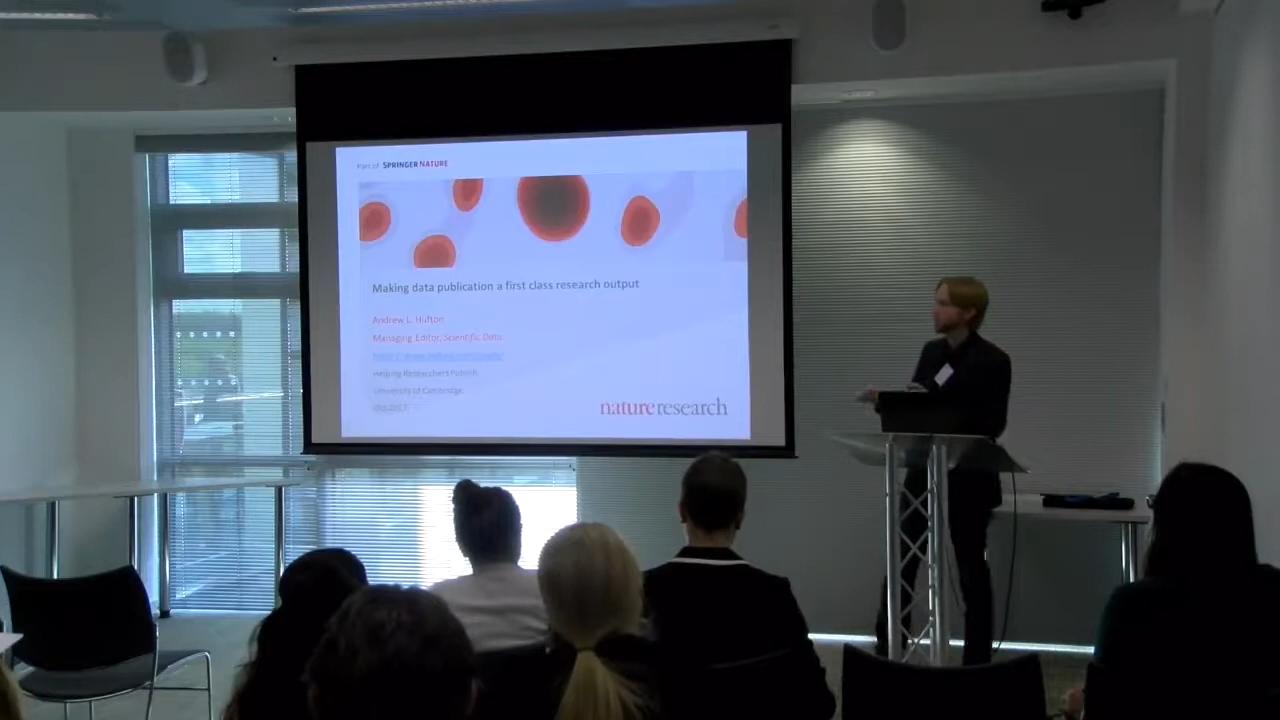 Part of SPRINGER NATURE
Making data publication a first class research output
Andrew L. Hufton
Managing Editor, Scientific Data
Helping Researchers Publish
University of Cambridge
nature research